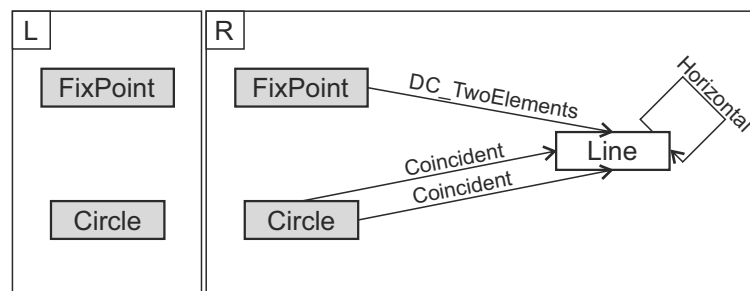 L
FixPoint
Circle
R
FixPoint
DC_TwoElements
Horizontal
Line
Coincident
Coincident
Circle